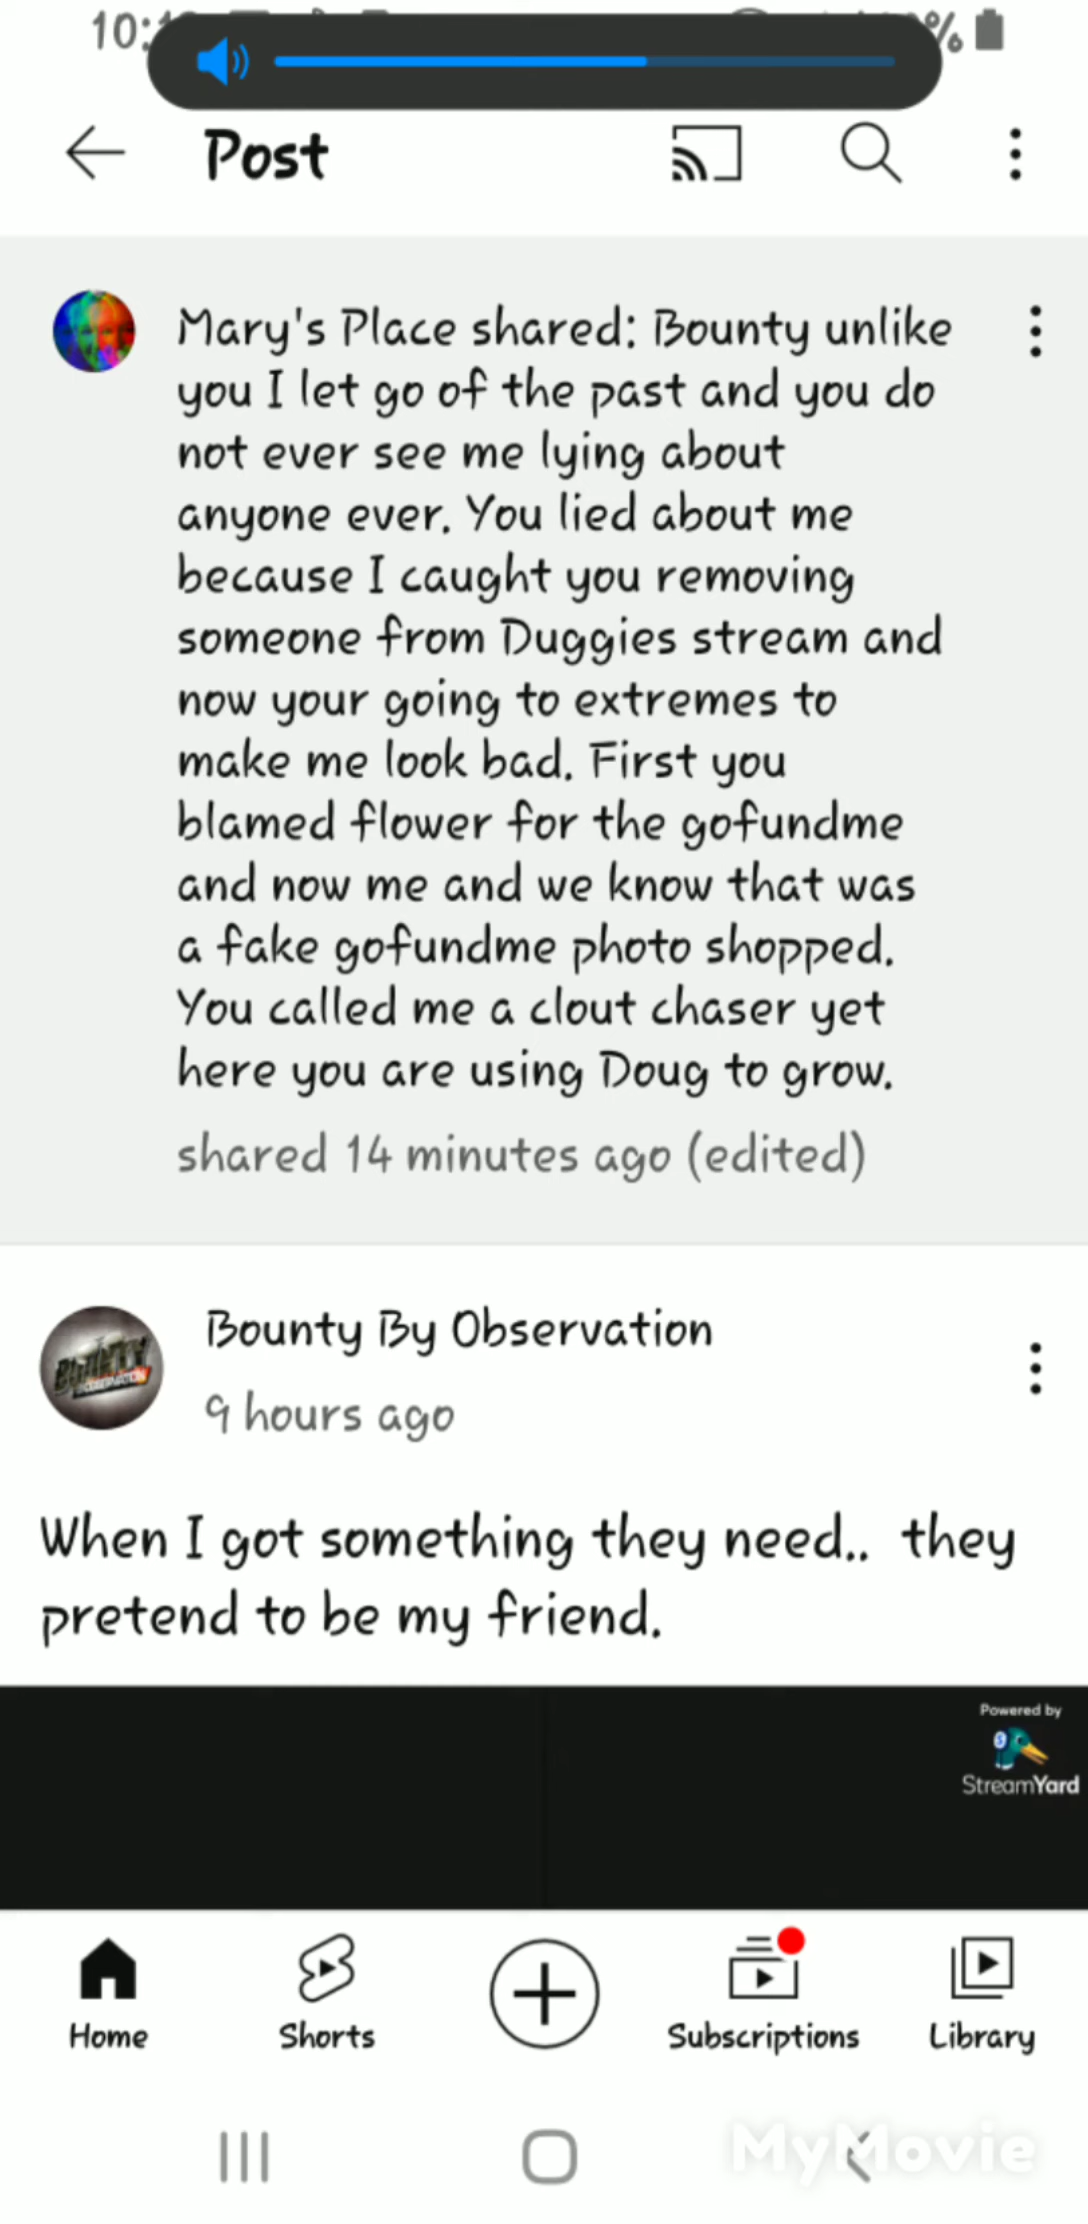 10:
%
Post
Mary's Place shared: Bounty unlike
you I let go of the past and you do
not ever see me lying about
anyone ever. You lied about me
because I caught you removing
someone from Duggies stream and
now your going to extremes to
make me look bad. First you
blamed flower for the gofundme
and now me and we know that was
a fake gofundme photo shopped.
You called me a clout chaser yet
here you are using Doug to grow.
shared 14 minutes ago (edited)
BOUNTY
Bounty By Observation
9 hours ago
When I got something they need.. they
pretend to be my friend.
Powered by
StreamYard
Home
Shorts
Subscriptions
Library
MyMovie